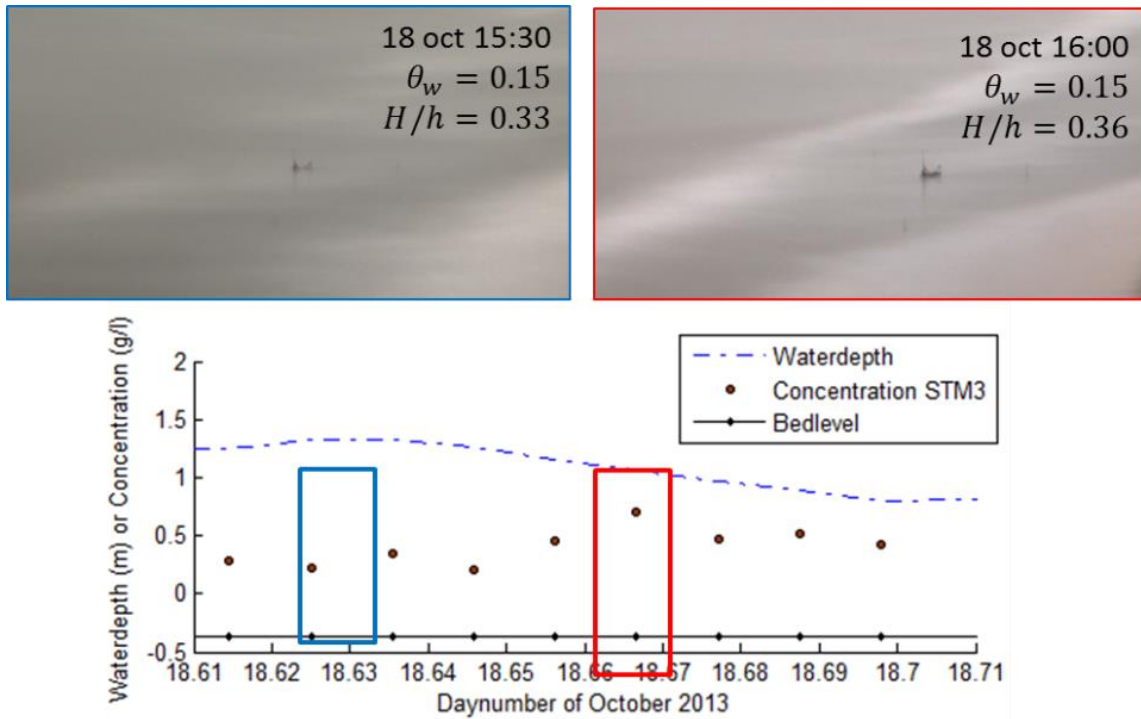 18 oct 15:30
θ_w = 0.15
H/h = 0.33
18 oct 16:00
θ_w = 0.15
H/h = 0.36
Waterdepth (m) or Concentration (g/l)
2
1.5
1
0.5
0
-0.5
Waterdepth
Concentration STM3
Bedlevel
18.61 18.62 18.63 18.64 18.65 18.66 18.67 18.68 18.69 18.7 18.71
Daynumber of October 2013